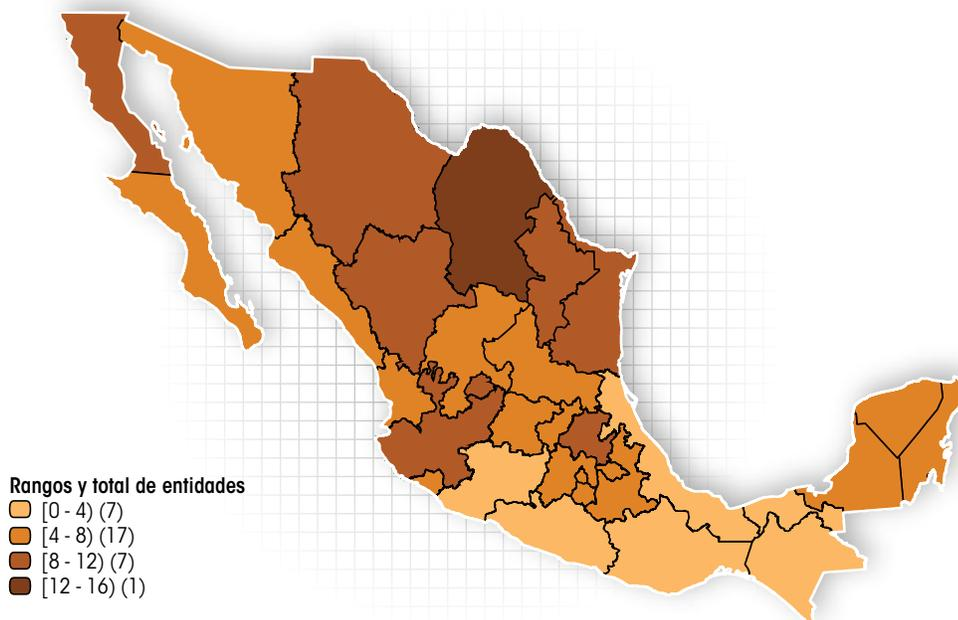 Rangos y total de entidades
[0 - 4) (7)
[4 - 8) (17)
[8 - 12) (7)
[12 - 16) (1)